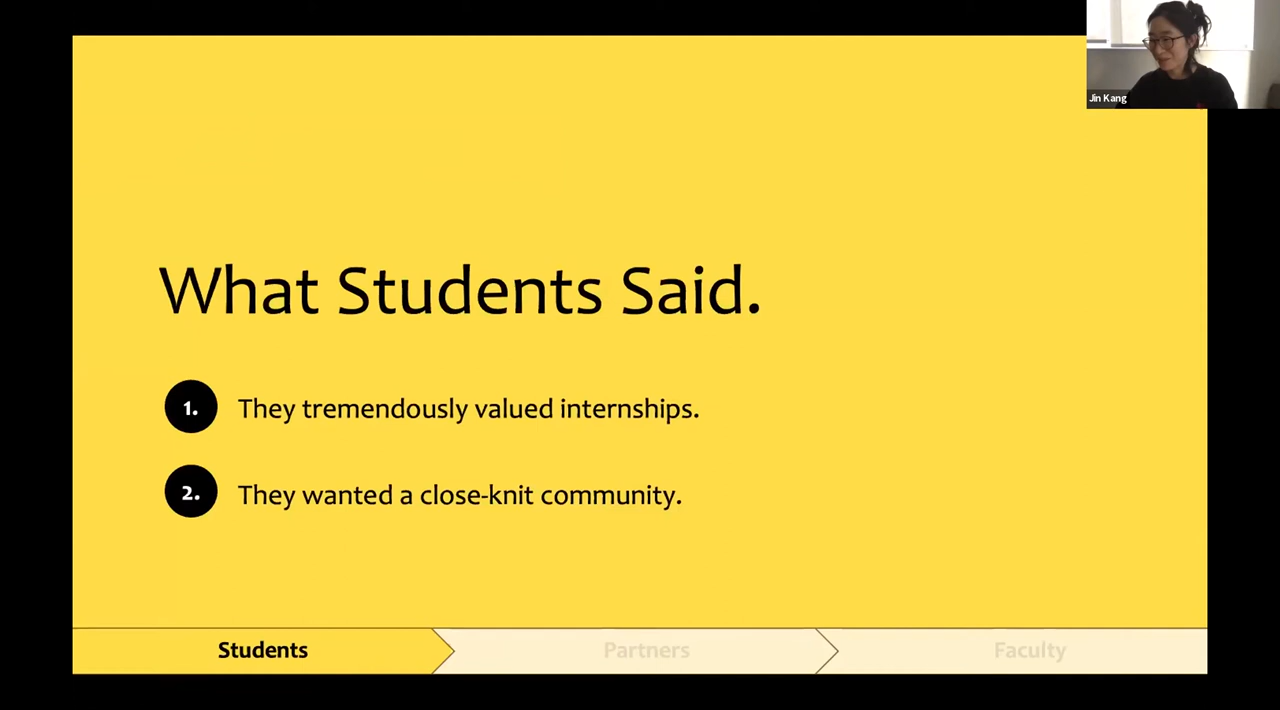 Jin Kang
What Students Said.
1. They tremendously valued internships.
2. They wanted a close-knit community.
Students
Partners
Faculty